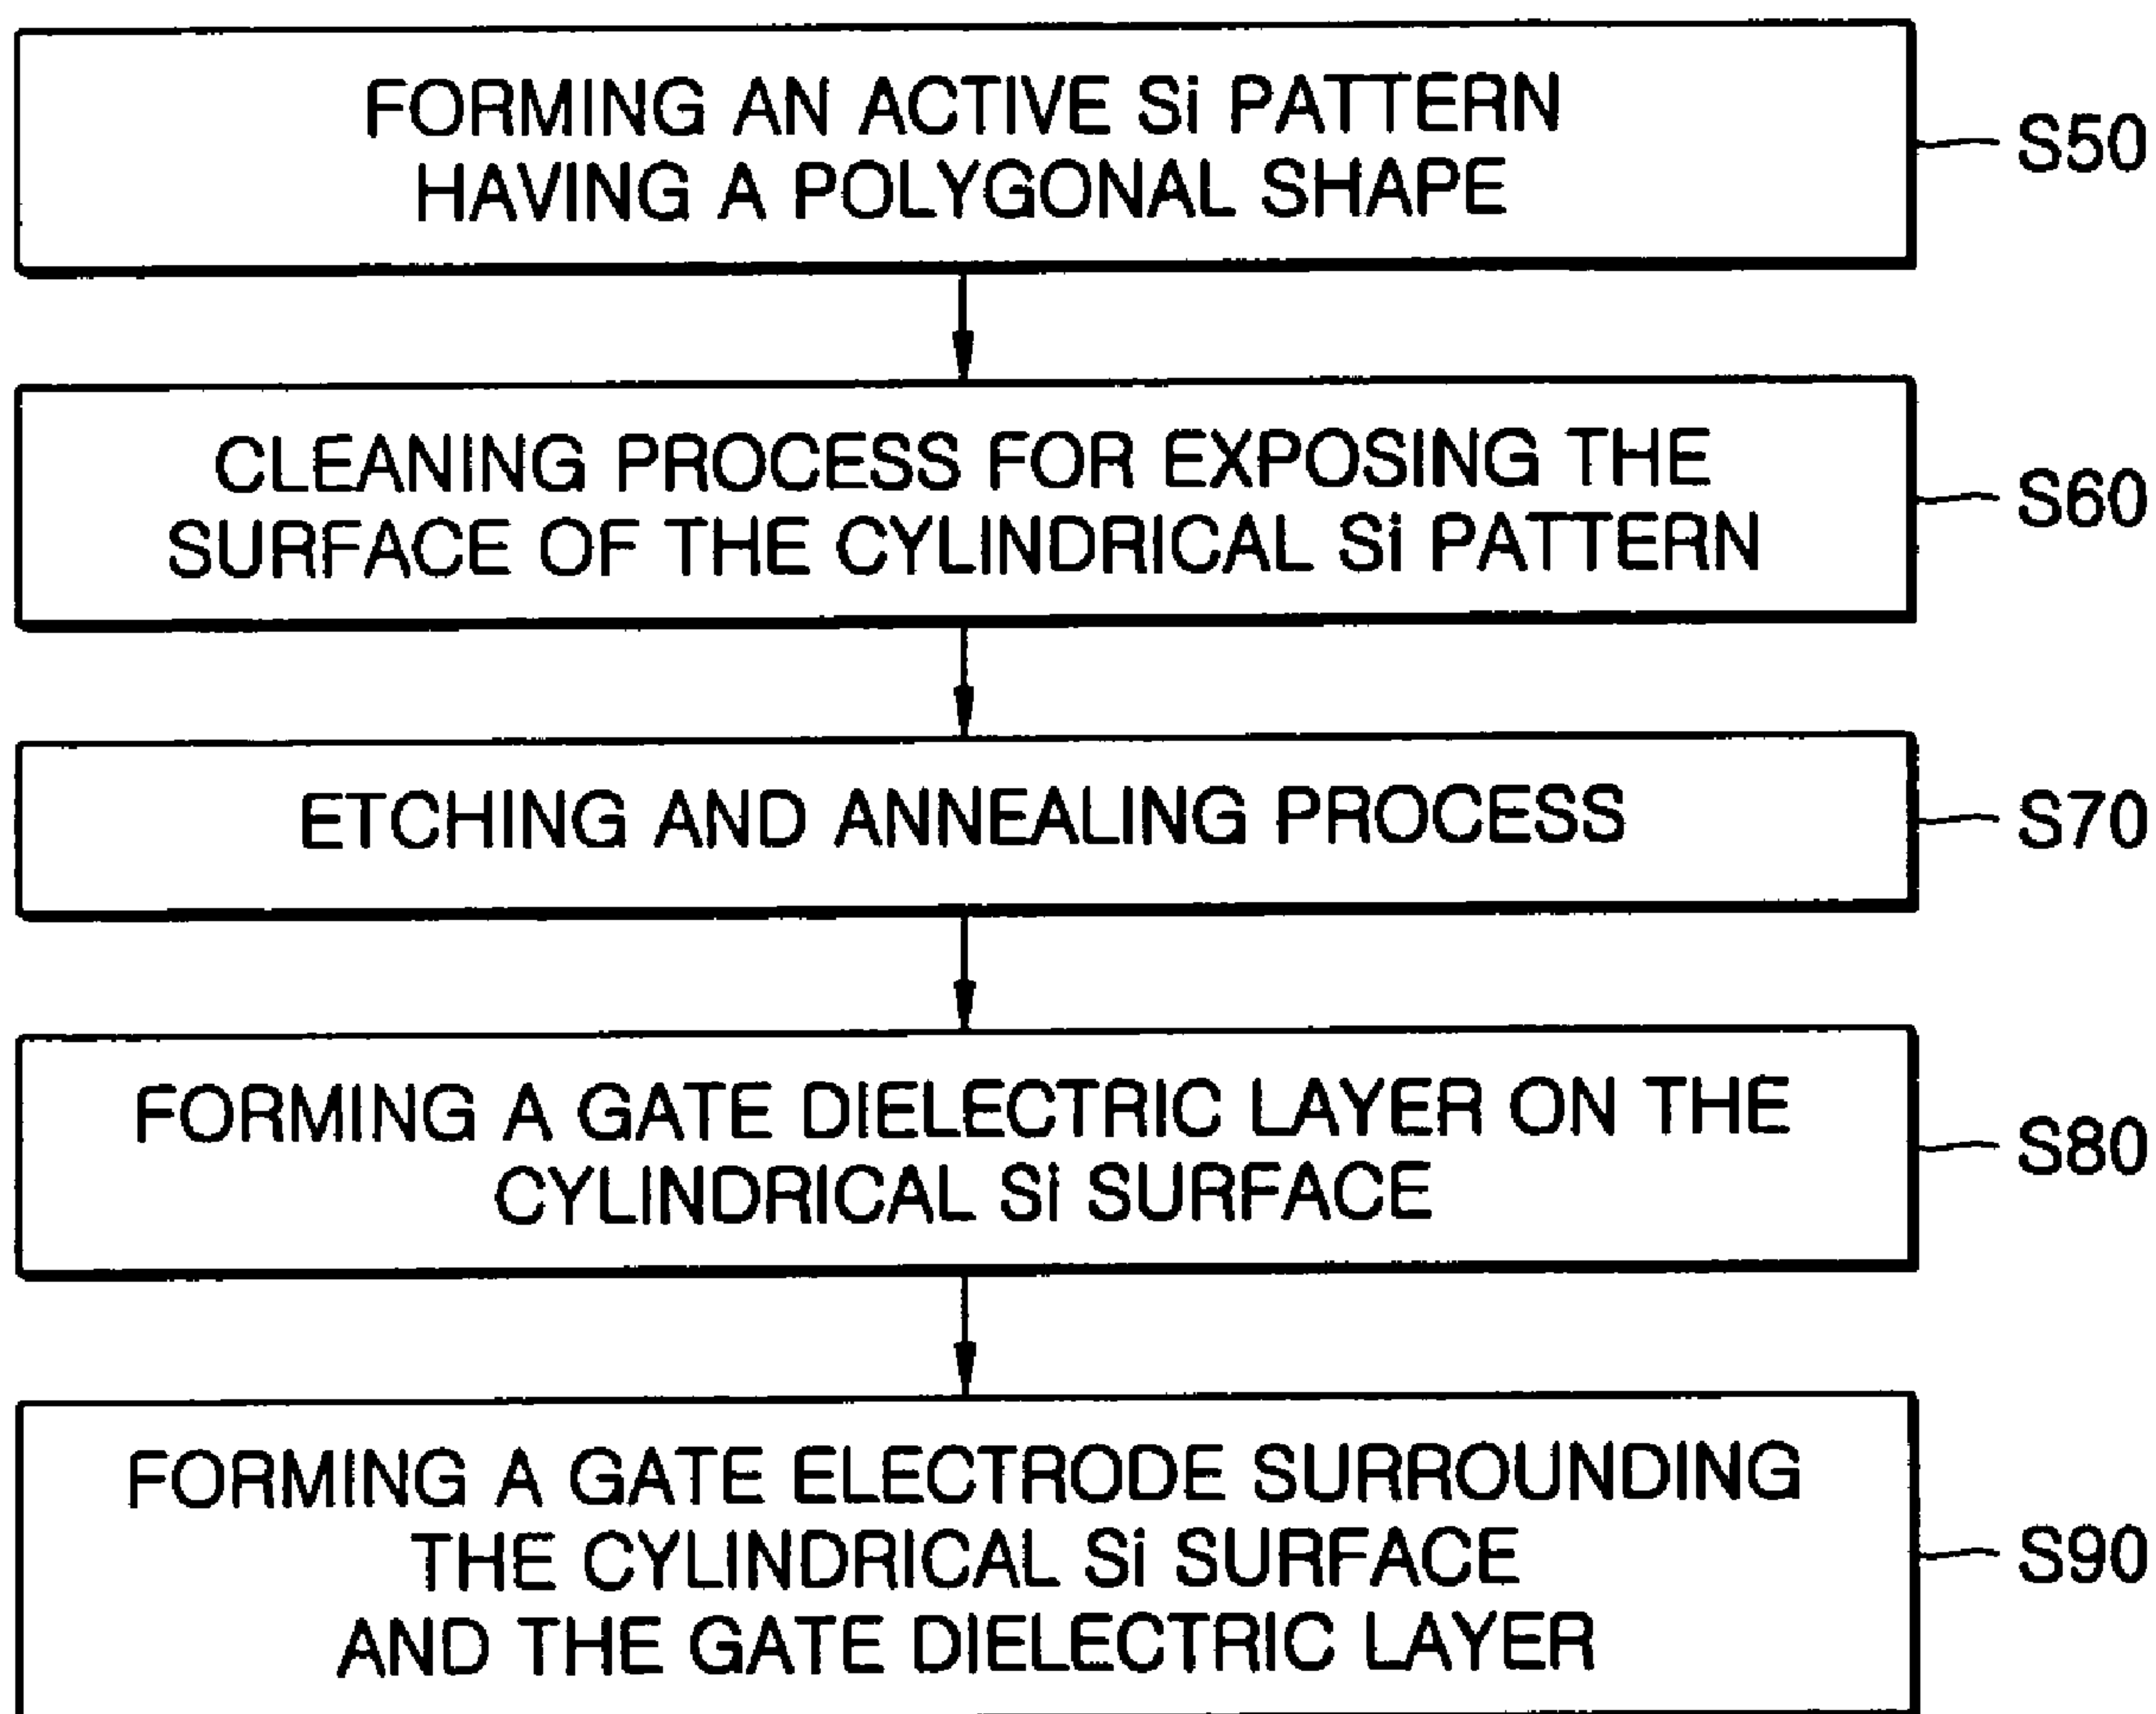 FORMING AN ACTIVE Si PATTERN
HAVING A POLYGONAL SHAPE
S50
CLEANING PROCESS FOR EXPOSING THE
SURFACE OF THE CYLINDRICAL Si PATTERN
S60
ETCHING AND ANNEALING PROCESS
S70
FORMING A GATE DIELECTRIC LAYER ON THE
CYLINDRICAL Si SURFACE
S80
FORMING A GATE ELECTRODE SURROUNDING
THE CYLINDRICAL Si SURFACE
AND THE GATE DIELECTRIC LAYER
S90